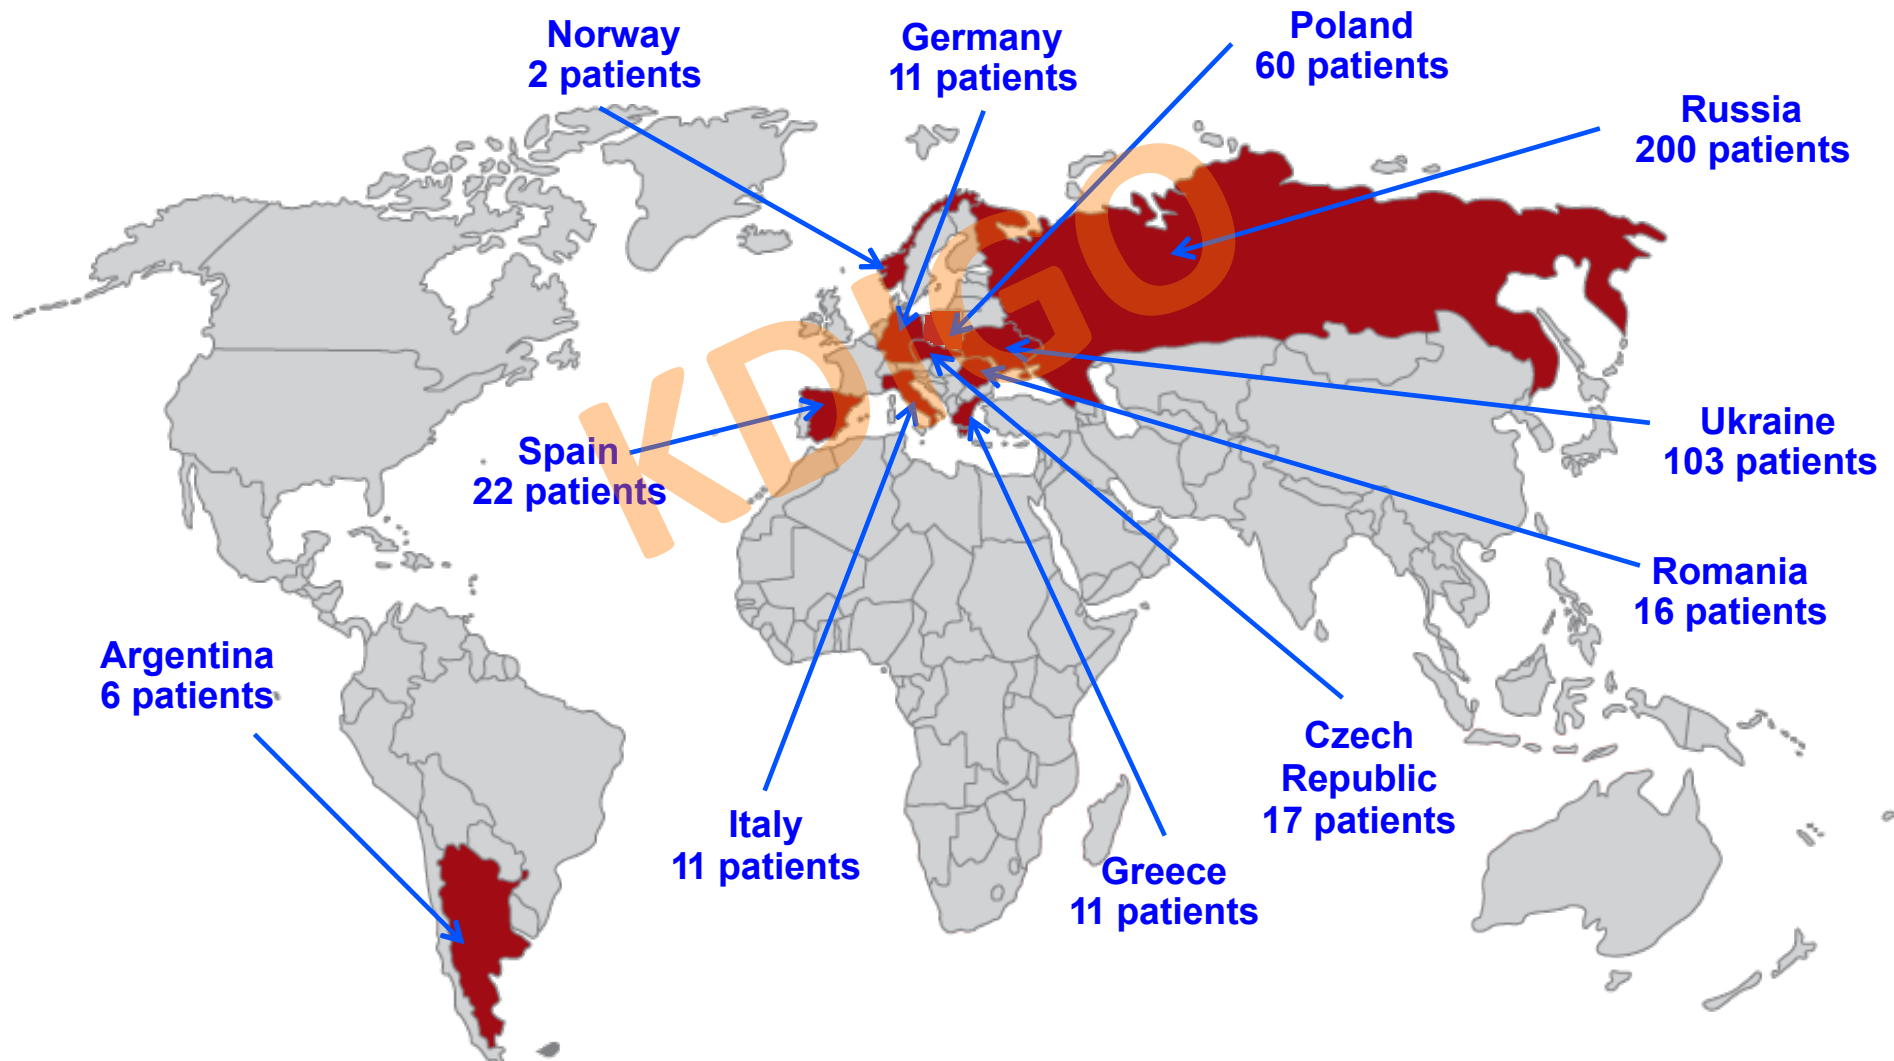 Norway
2 patients
Germany
11 patients
Poland
60 patients
Russia
200 patients
Ukraine
103 patients
Spain
22 patients
Romania
16 patients
Argentina
6 patients
Czech
Republic
17 patients
Italy
11 patients
Greece
11 patients
KDIGO